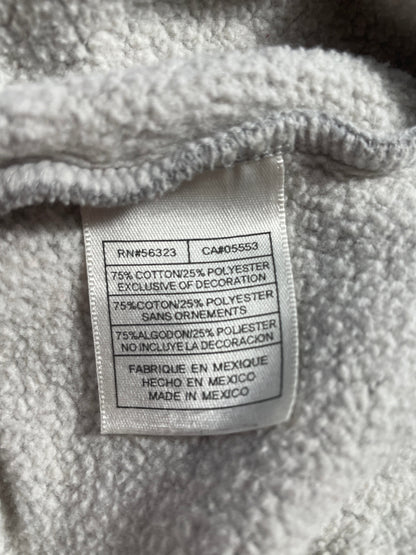 RN#56323 CA#05553
75% COTTON/25% POLYESTER
EXCLUSIVE OF DECORATION
75%COTON/25% POLYESTER
SANS ORNEMENTS
75%ALGODON/25% POLIESTER
NO INCLUYE LA DECORACION
FABRIQUE EN MEXIQUE
HECHO EN MEXICO
MADE IN MEXICO